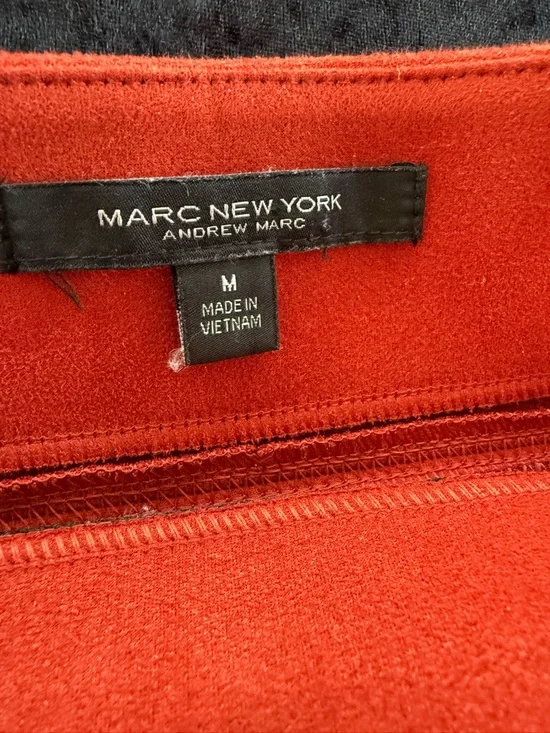 MARC NEW YORK
ANDREW MARC
M
MADE IN
VIETNAM